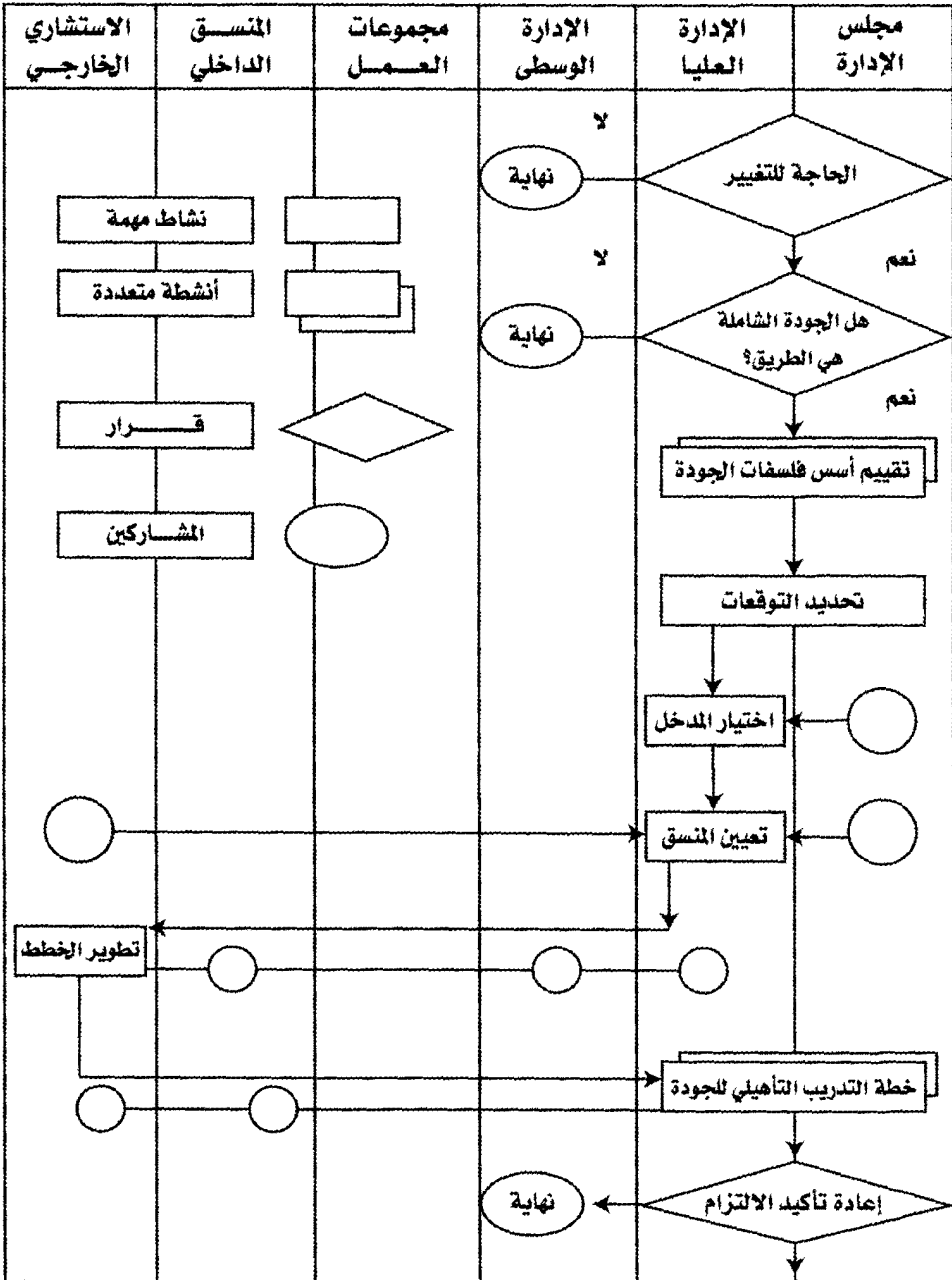 مجلس
الإدارة
الإدارة
العليا
الإدارة
الوسطى
مجموعات
العمل
المنسق
الداخلي
الاستشاري
الخارجي
لا
الحاجة للتغيير
نهاية
نشاط مهمة
نعم
لا
أنشطة متعددة
هل الجودة الشاملة
هي الطريق؟
نهاية
نعم
قرار
تقييم أسس فلسفات الجودة
المشاركين
تحديد التوقعات
اختيار المدخل
تعيين المنسق
تطوير الخطط
خطة التدريب التأهيلي للجودة
إعادة تأكيد الالتزام
نهاية